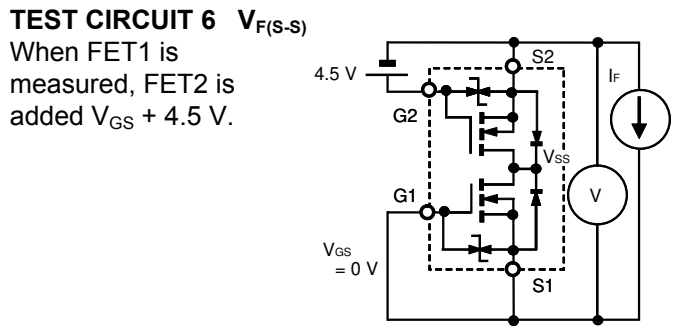 TEST CIRCUIT 6 VF(S-S)
When FET1 is
measured, FET2 is
added VGS + 4.5 V.
S2
4.5 V
IF
G2
VSS
G1
V
VGS
= 0 V
S1